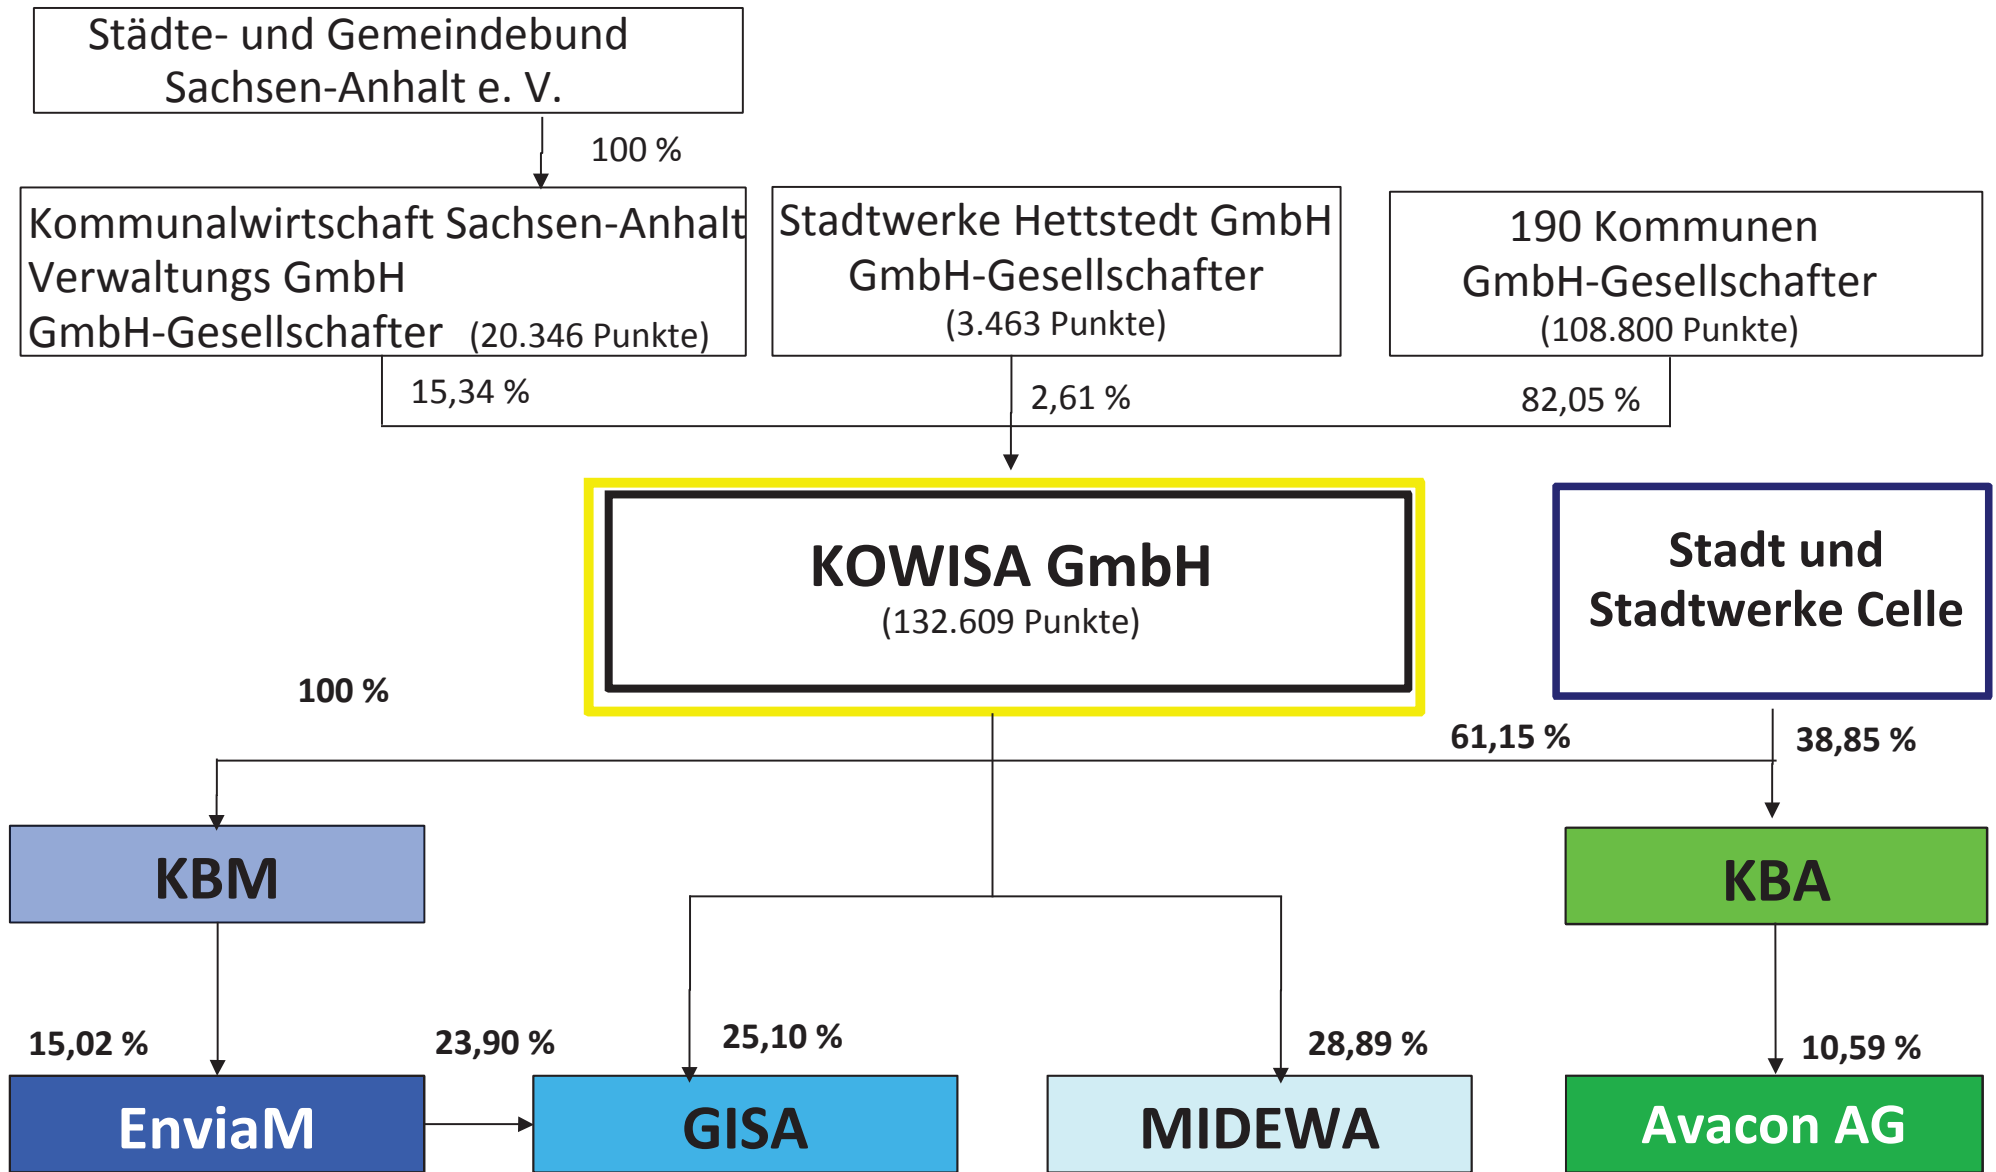 Städte- und Gemeindebund
Sachsen-Anhalt e. V.
100 %
Kommunalwirtschaft Sachsen-Anhalt
Verwaltungs GmbH
GmbH-Gesellschafter (20.346 Punkte)
Stadtwerke Hettstedt GmbH
GmbH-Gesellschafter
(3.463 Punkte)
190 Kommunen
GmbH-Gesellschafter
(108.800 Punkte)
15,34 %
2,61 %
82,05 %
KOWISA GmbH
(132.609 Punkte)
Stadt und
Stadtwerke Celle
100 %
61,15 %
38,85 %
KBM
KBA
15,02 %
23,90 %
25,10 %
28,89 %
10,59 %
EnviaM
GISA
MIDEWA
Avacon AG